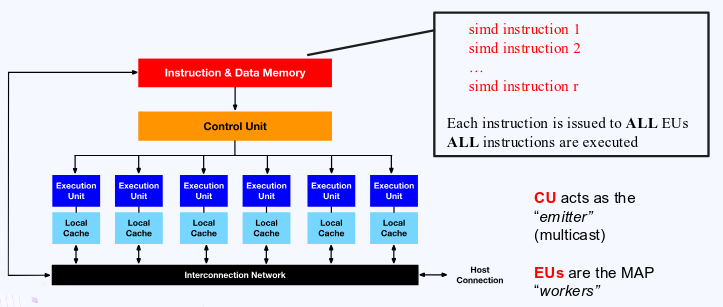 simd instruction 1
simd instruction 2
…
simd instruction r
Each instruction is issued to ALL EUs
ALL instructions are executed
Instruction & Data Memory
Control Unit
Execution
Unit
Execution
Unit
Execution
Unit
Execution
Unit
Execution
Unit
Execution
Unit
Local
Cache
Local
Cache
Local
Cache
Local
Cache
Local
Cache
Local
Cache
Interconnection Network
Host
Connection
CU acts as the
“emitter”
(multicast)
EUs are the MAP
“workers”